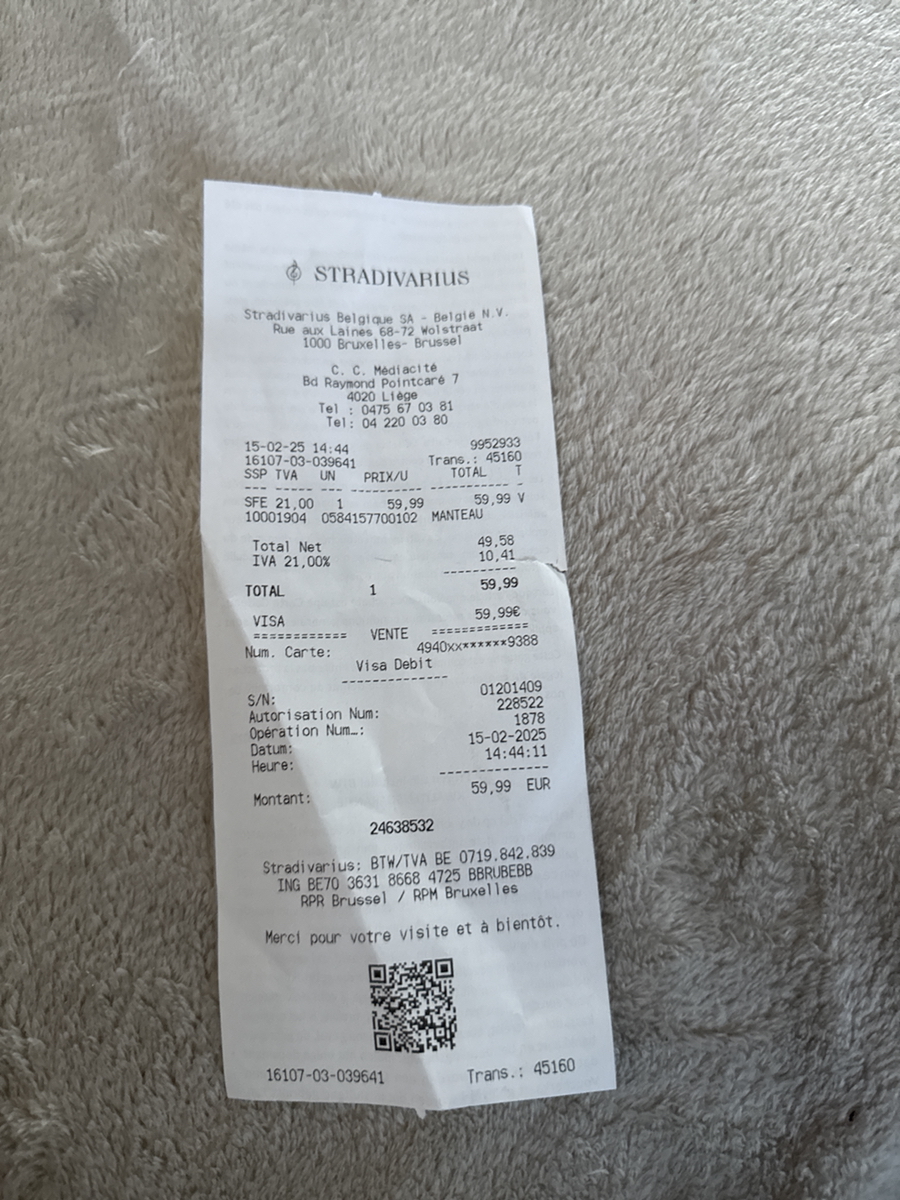 STRADIVARIUS
Stradivarius Belgique SA - België N.V.
Rue aux Laines 68-72 Wolstraat
1000 Bruxelles- Brussel
C. C. Médiacité
Bd Raymond Pointcaré 7
4020 Liège
Tel : 0475 67 03 81
Tel: 04 220 03 80
15-02-25 14:44 9952933
16107-03-039641 Trans.: 45160
SSP TVA UN PRIX/U TOTAL T
--- --- --- ---------- ----------- -
SFE 21,00 1 59,99 59,99 V
10001904 0584157700102 MANTEAU
Total Net 49,58
IVA 21,00% 10,41
---------
TOTAL 1 59,99
VISA 59,99€
============ VENTE ============
Num. Carte: 4940xx******9388
Visa Debit
-------------
S/N: 01201409
Autorisation Num: 228522
Opération Num_: 1878
Datum: 15-02-2025
Heure: 14:44:11
-------------
Montant: 59,99 EUR
24638532
Stradivarius: BTW/TVA BE 0719.842.839
ING BE70 3631 8668 4725 BBRUBEBB
RPR Brussel / RPM Bruxelles
Merci pour votre visite et à bientôt.
16107-03-039641 Trans.: 45160